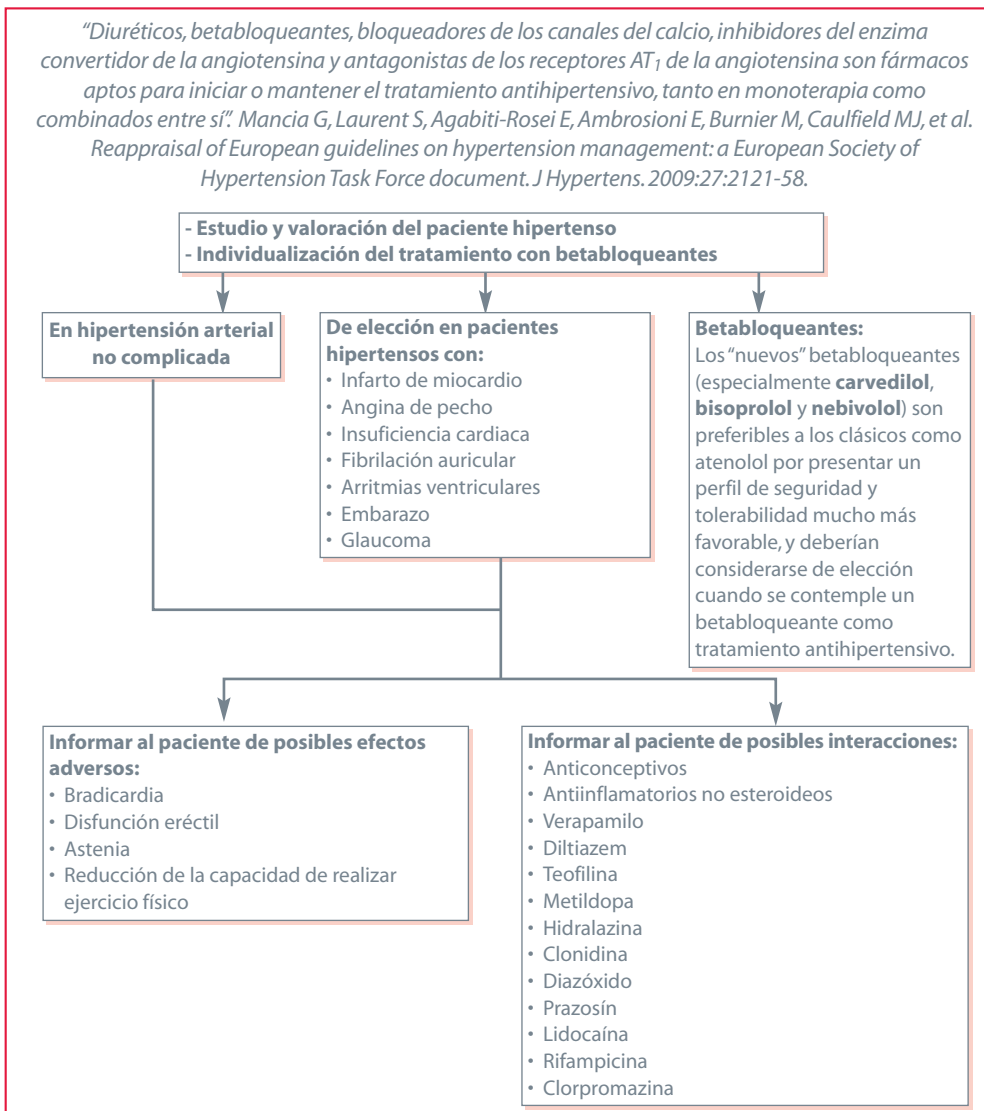 “Diuréticos, betabloqueantes, bloqueadores de los canales del calcio, inhibidores del enzima
convertidor de la angiotensina y antagonistas de los receptores AT₁ de la angiotensina son fármacos
aptos para iniciar o mantener el tratamiento antihipertensivo, tanto en monoterapia como
combinados entre sí”. Mancia G, Laurent S, Agabiti-Rosei E, Ambrosioni E, Burnier M, Caulfield MJ, et al.
Reappraisal of European guidelines on hypertension management: a European Society of
Hypertension Task Force document. J Hypertens. 2009:27:2121-58.
- Estudio y valoración del paciente hipertenso
- Individualización del tratamiento con betabloqueantes
En hipertensión arterial
no complicada
De elección en pacientes
hipertensos con:
• Infarto de miocardio
• Angina de pecho
• Insuficiencia cardiaca
• Fibrilación auricular
• Arritmias ventriculares
• Embarazo
• Glaucoma
Betabloqueantes:
Los “nuevos” betabloqueantes
(especialmente carvedilol,
bisoprolol y nebivolol) son
preferibles a los clásicos como
atenolol por presentar un
perfil de seguridad y
tolerabilidad mucho más
favorable, y deberían
considerarse de elección
cuando se contemple un
betabloqueante como
tratamiento antihipertensivo.
Informar al paciente de posibles efectos
adversos:
• Bradicardia
• Disfunción eréctil
• Astenia
• Reducción de la capacidad de realizar
ejercicio físico
Informar al paciente de posibles interacciones:
• Anticonceptivos
• Antiinflamatorios no esteroideos
• Verapamilo
• Diltiazem
• Teofilina
• Metildopa
• Hidralazina
• Clonidina
• Diazóxido
• Prazosín
• Lidocaína
• Rifampicina
• Clorpromazina